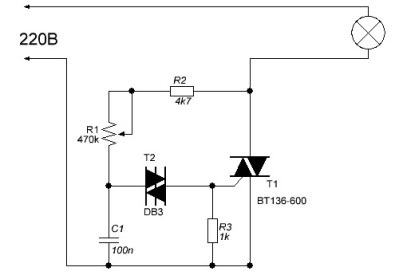 220В
R2
4k7
R1
470k
T2
DB3
T1
BT136-600
C1
100n
R3
1k